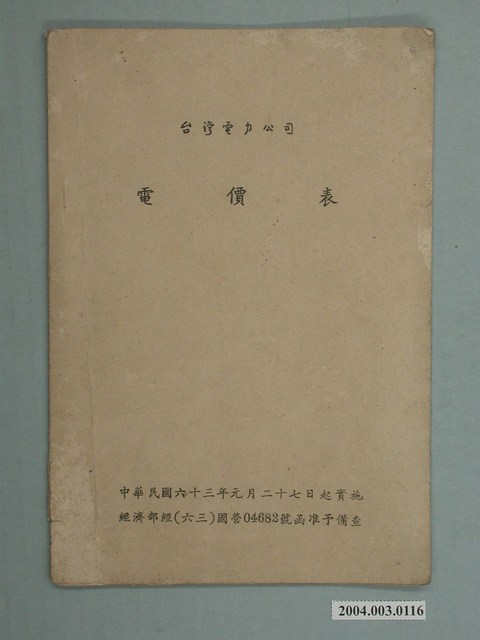 台灣電力公司
電價表
中華民國六十三年元月二十七日起實施
經濟部經(六三)國營04682號函准予備查
2004.003.0116